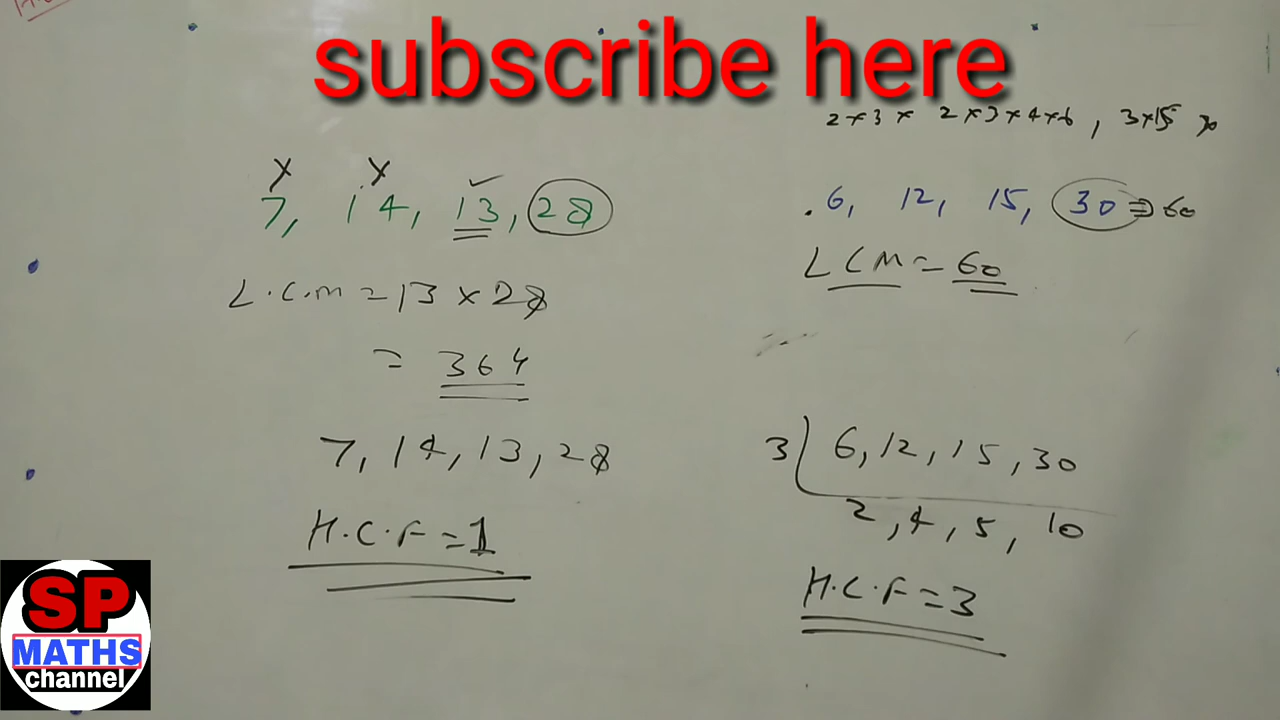 subscribe here
2 × 3 × 2 × 3 × 4 × 6, 3 × 15 30
7, 14, 13, 28
L.C.M = 13 × 28
= 364
7, 14, 13, 28
H.C.F = 1
6, 12, 15, 30 ⇒ 60
LCM = 60
3 6, 12, 15, 30
2, 4, 5, 10
H.C.F = 3
SP
MATHS
channel